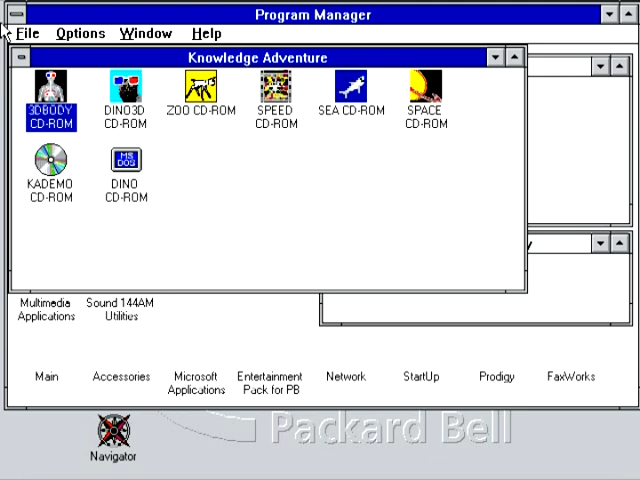 Program Manager
File Options Window Help
Knowledge Adventure
3DBODY CD-ROM
DINO3D CD-ROM
ZOO CD-ROM
SPEED CD-ROM
SEA CD-ROM
SPACE CD-ROM
KADEMO CD-ROM
MS DOS
DINO CD-ROM
Multimedia Applications
Sound 144AM Utilities
Main
Accessories
Microsoft Applications
Entertainment Pack for PB
Network
StartUp
Prodigy
FaxWorks
Packard Bell
Navigator